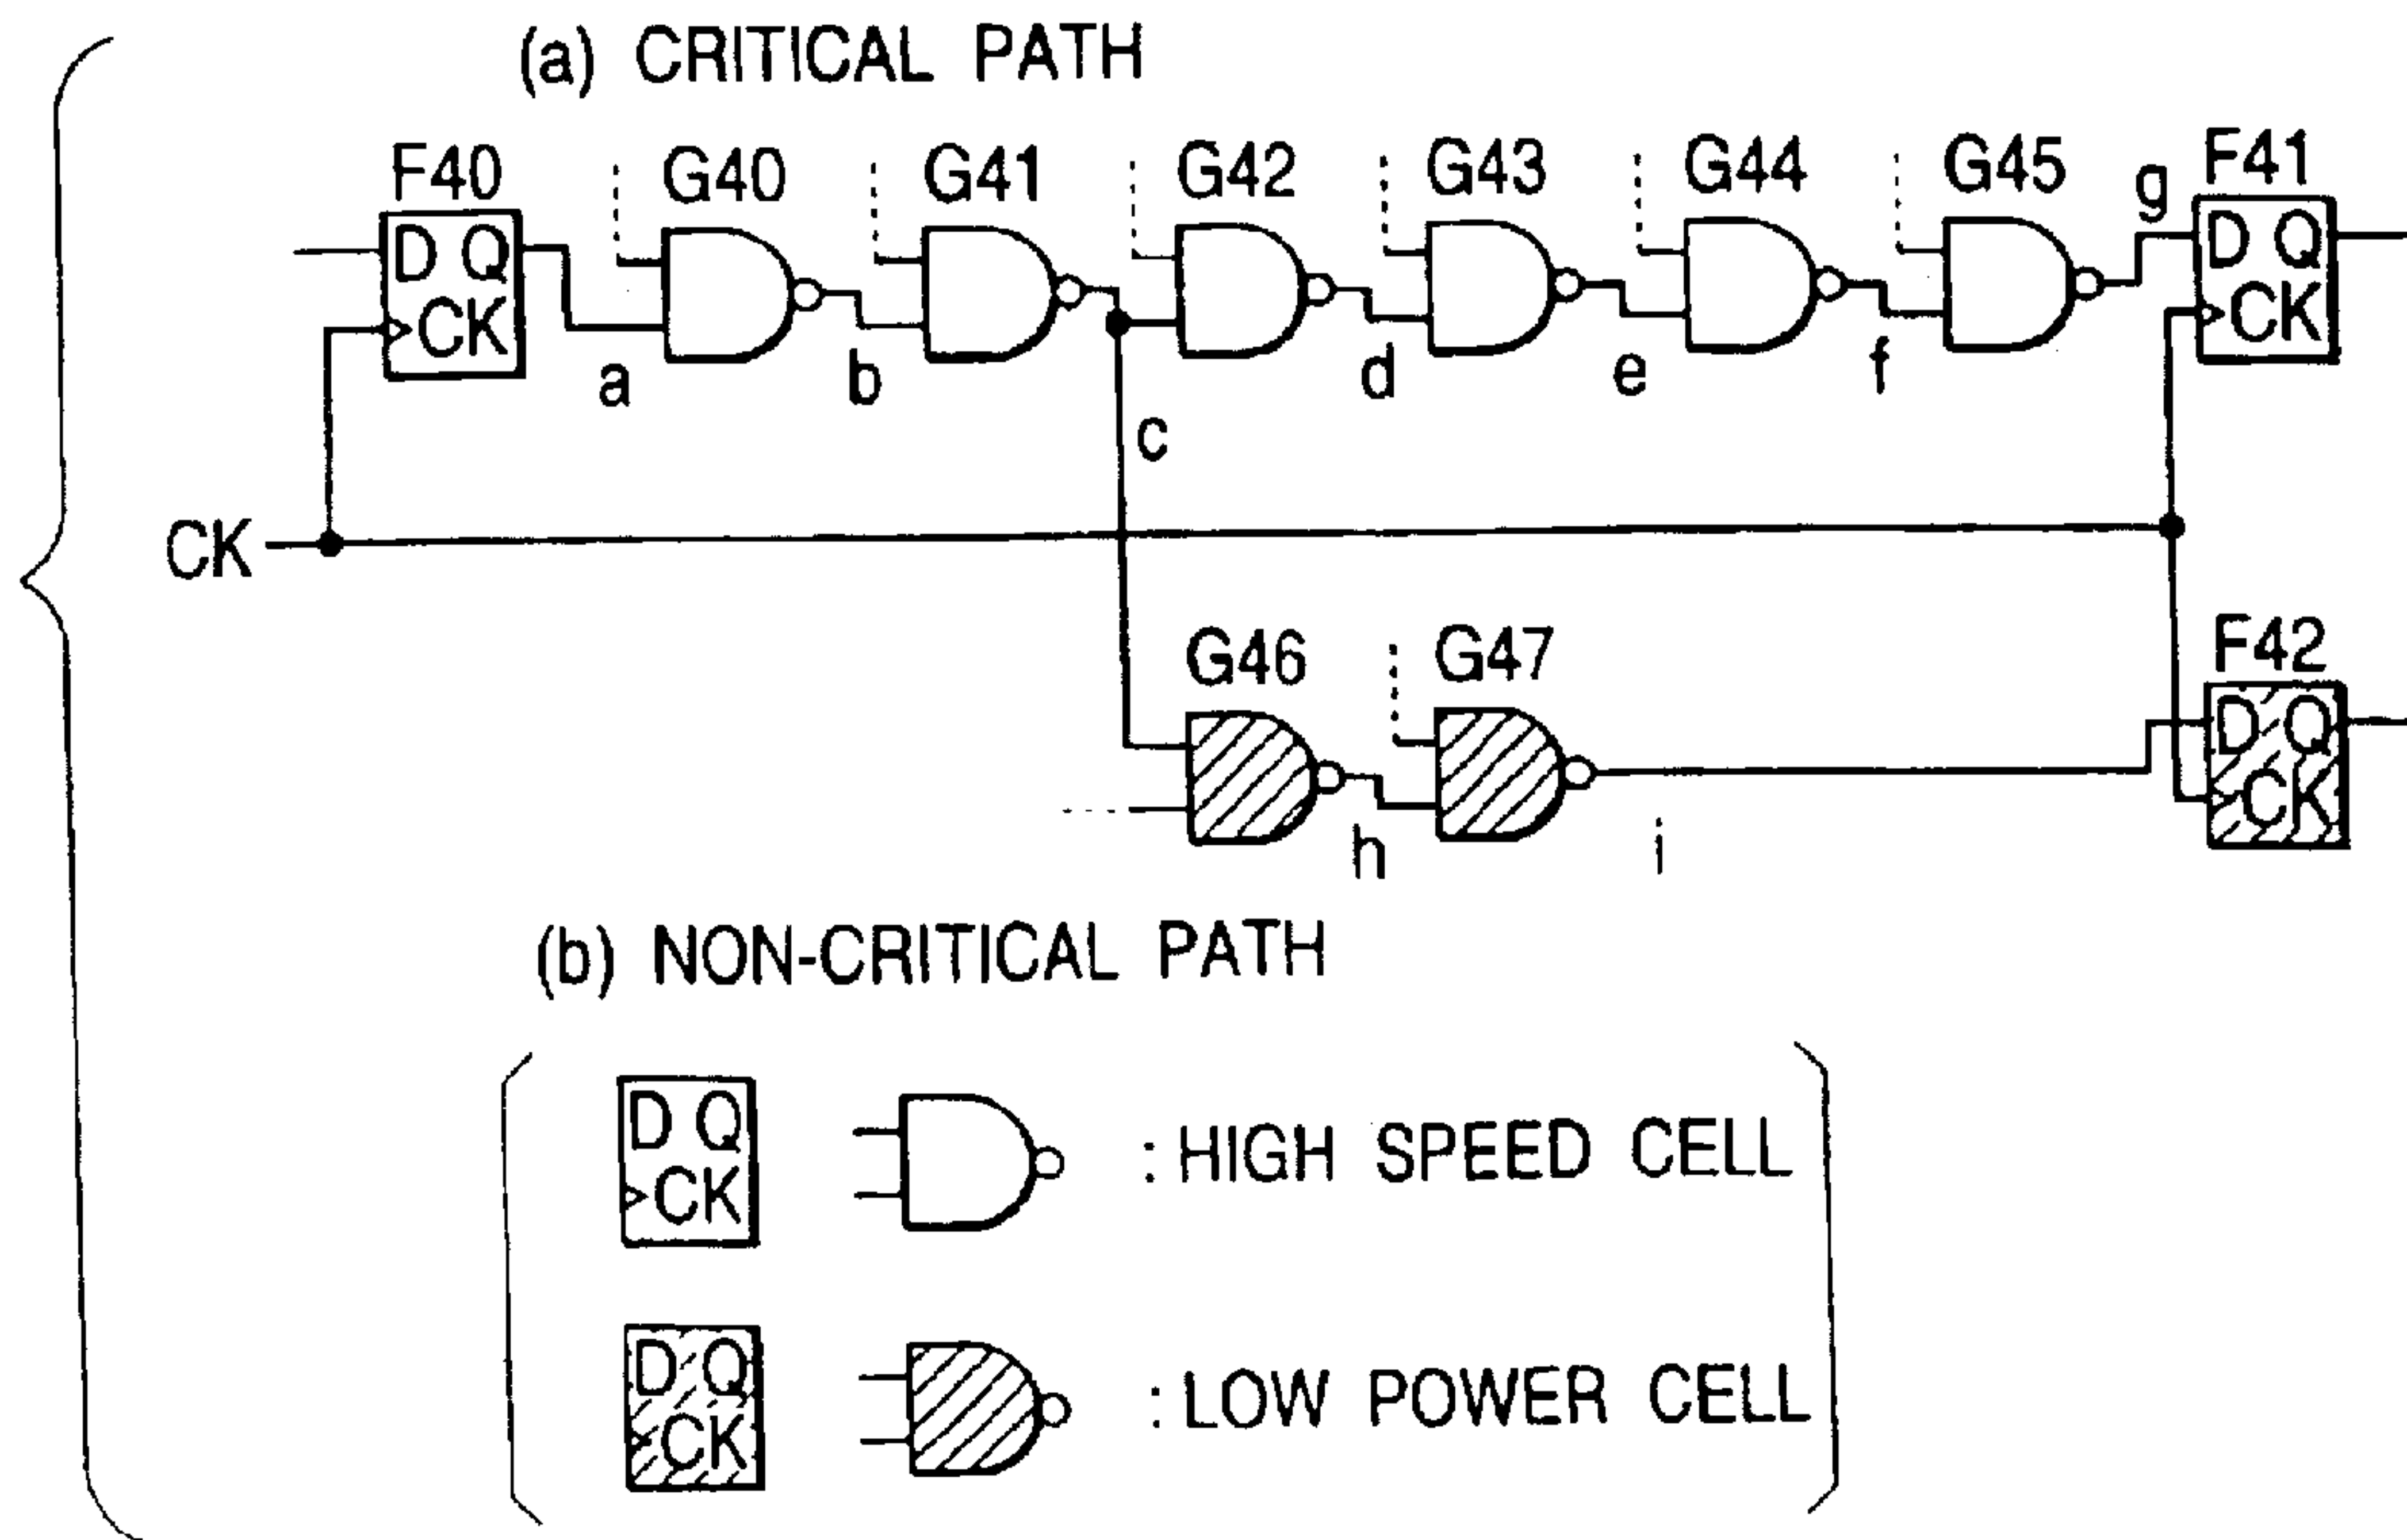 (a) CRITICAL PATH
F40 G40 G41 G42 G43 G44 G45 g F41
D Q D Q
CK CK
a b d e f
c
CK
G46 G47 F42
D Q
CK
h i
(b) NON-CRITICAL PATH
D Q
CK : HIGH SPEED CELL
D Q
CK : LOW POWER CELL